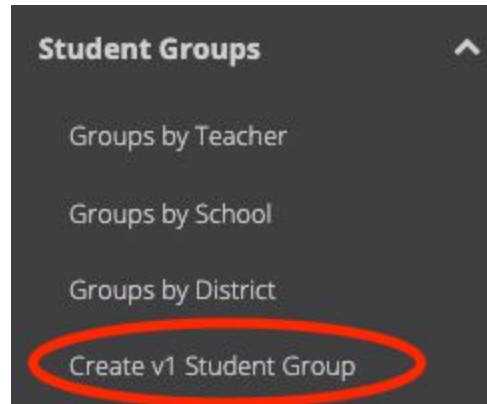 Student Groups
Groups by Teacher
Groups by School
Groups by District
Create v1 Student Group